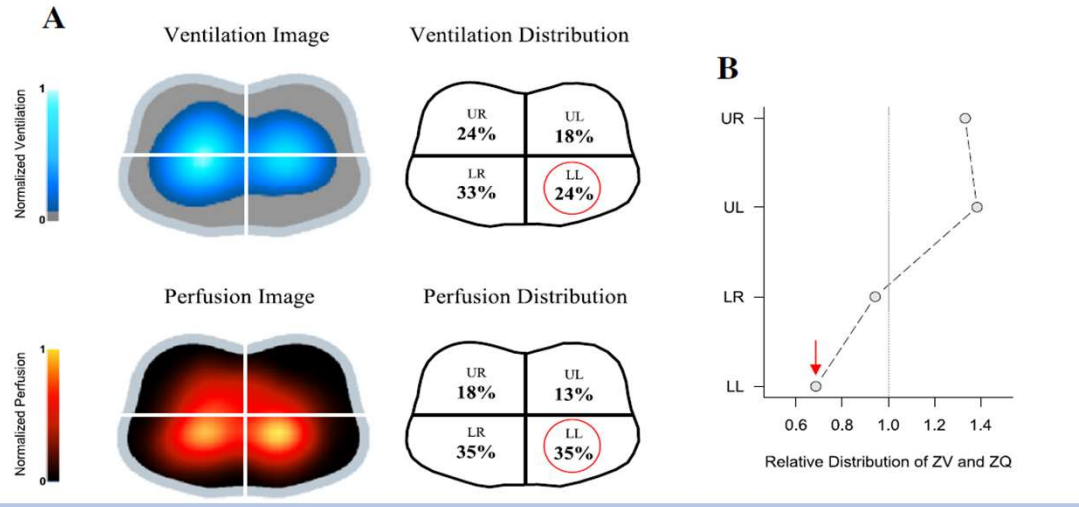 A
Ventilation Image
Ventilation Distribution
Normalized Ventilation
1
0
UR
24%
UL
18%
LR
33%
LL
24%
Perfusion Image
Perfusion Distribution
Normalized Perfusion
1
0
UR
18%
UL
13%
LR
35%
LL
35%
B
UR
UL
LR
LL
0.6 0.8 1.0 1.2 1.4
Relative Distribution of ZV and ZQ